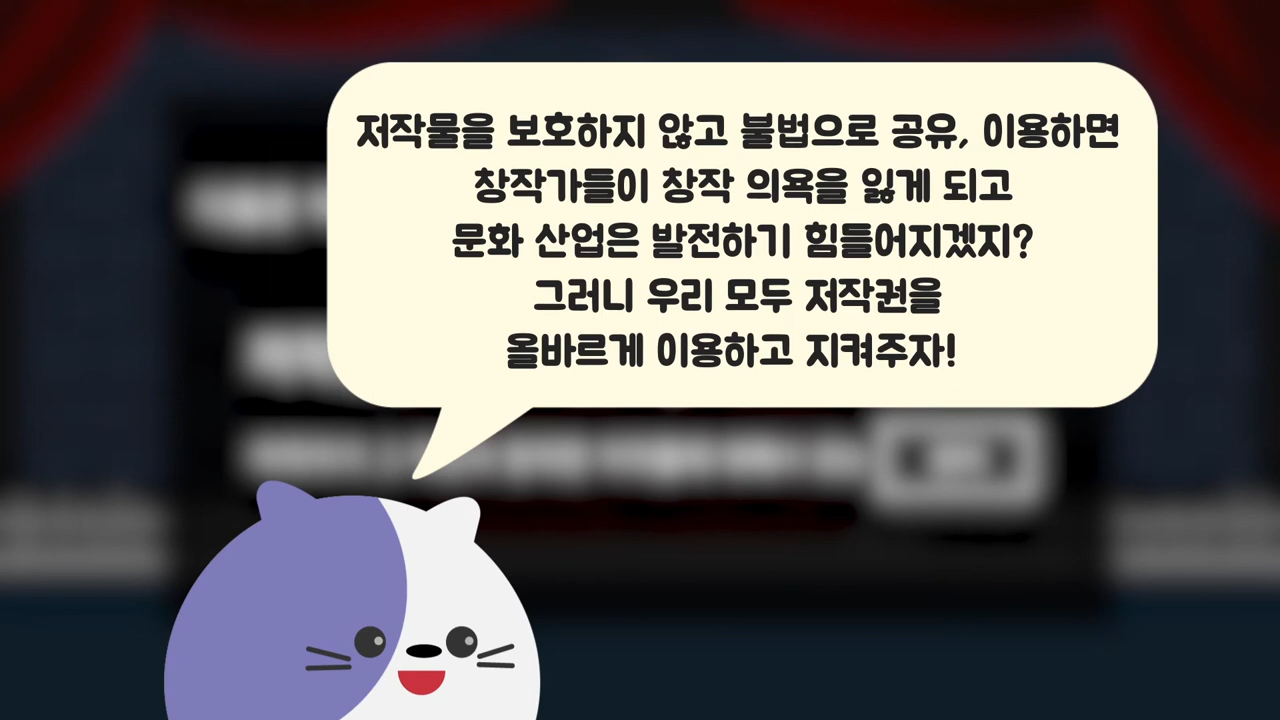 저작물을 보호하지 않고 불법으로 공유, 이용하면
창작가들이 창작 의욕을 잃게 되고
문화 산업은 발전하기 힘들어지겠지?
그러니 우리 모두 저작권을
올바르게 이용하고 지켜주자!